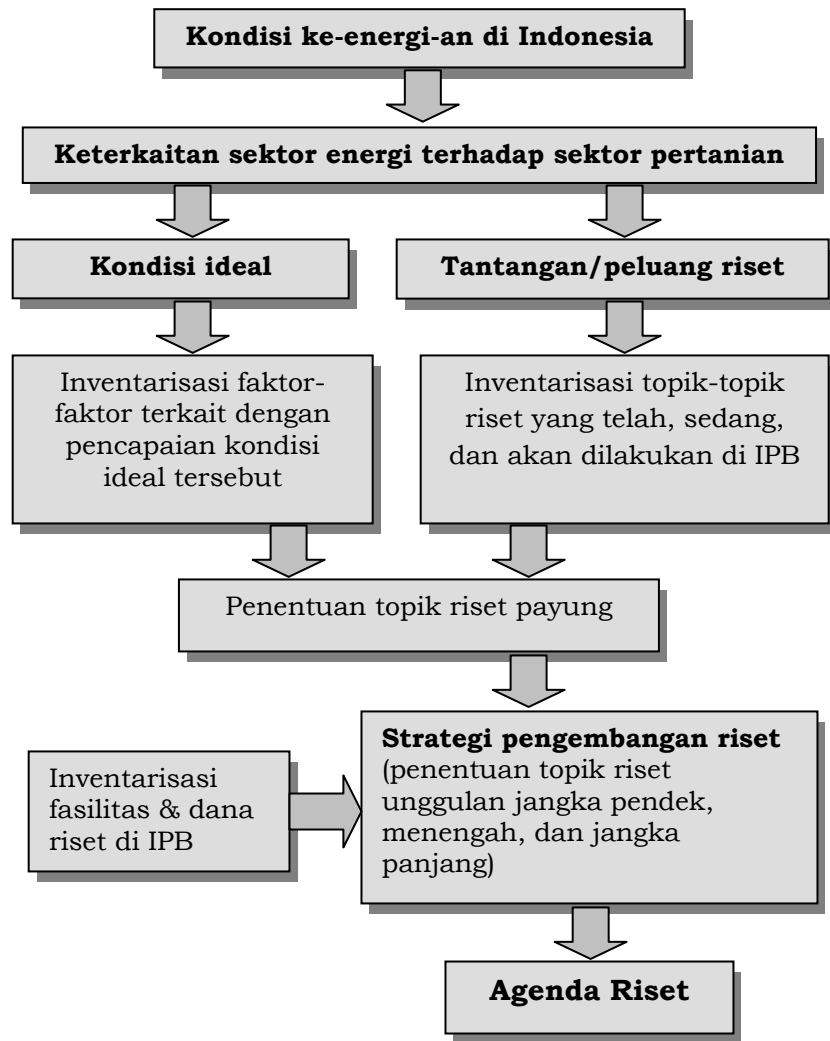 Kondisi ke-energi-an di Indonesia
Keterkaitan sektor energi terhadap sektor pertanian
Kondisi ideal
Tantangan/peluang riset
Inventarisasi faktor-
faktor terkait dengan
pencapaian kondisi
ideal tersebut
Inventarisasi topik-topik
riset yang telah, sedang,
dan akan dilakukan di IPB
Penentuan topik riset payung
Inventarisasi
fasilitas & dana
riset di IPB
Strategi pengembangan riset
(penentuan topik riset
unggulan jangka pendek,
menengah, dan jangka
panjang)
Agenda Riset